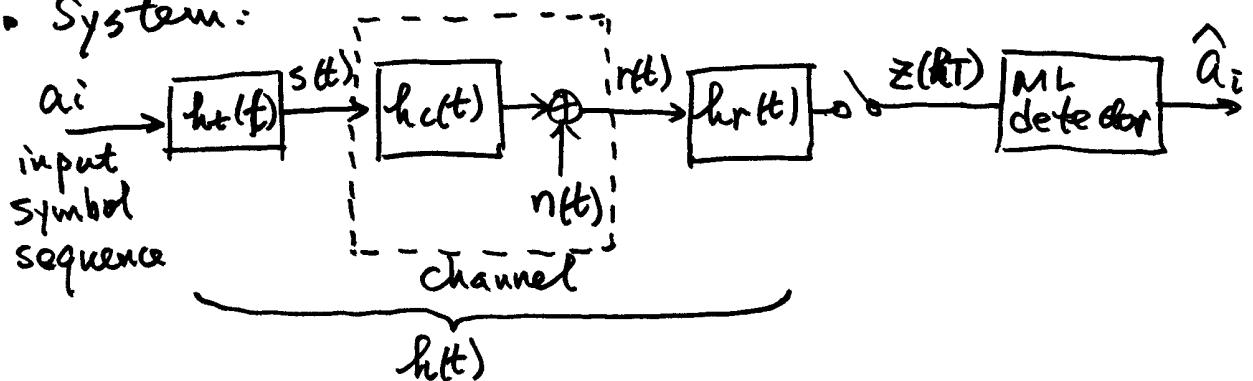 • System:
ai
input
symbol
sequence
ht(t)
s(t)
hc(t)
n(t)
channel
r(t)
hr(t)
z(kT)
ML
detector
âi
h(t)